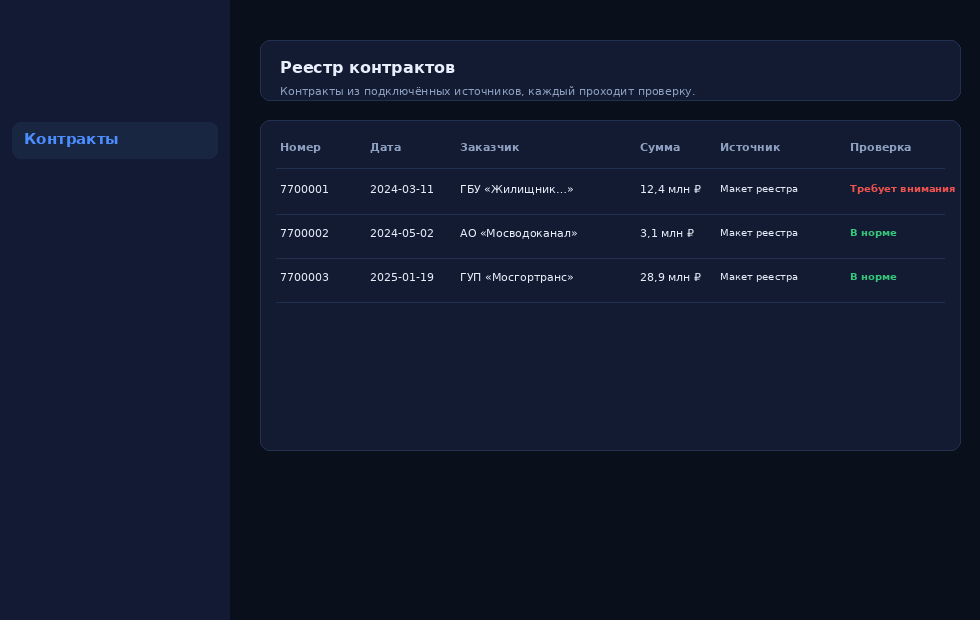 Контракты
Реестр контрактов
Контракты из подключённых источников, каждый проходит проверку.
Номер Дата Заказчик Сумма Источник Проверка
7700001 2024-03-11 ГБУ «Жилищник...» 12,4 млн ₽ Макет реестра Требует внимания
7700002 2024-05-02 АО «Мосводоканал» 3,1 млн ₽ Макет реестра В норме
7700003 2025-01-19 ГУП «Мосгортранс» 28,9 млн ₽ Макет реестра В норме